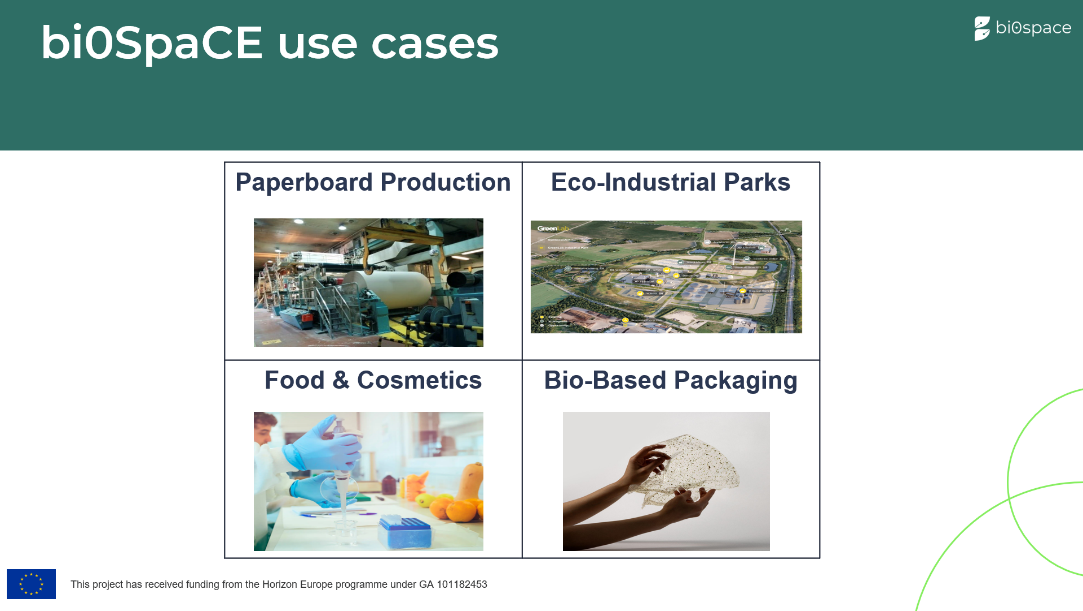 bi0SpaCE use cases
bi0space
Paperboard Production
Eco-Industrial Parks
GreenLab
Food & Cosmetics
Bio-Based Packaging
This project has received funding from the Horizon Europe programme under GA 101182453